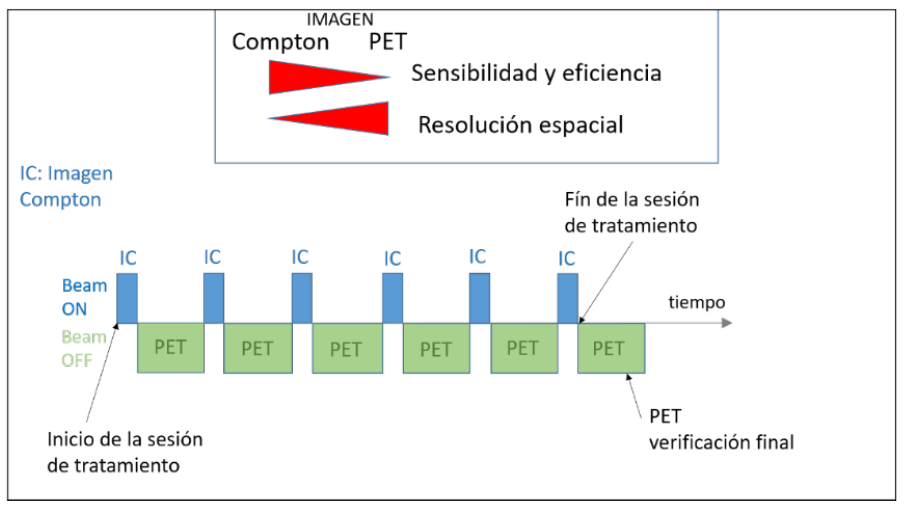 IMAGEN
Compton PET
Sensibilidad y eficiencia
Resolución espacial
IC: Imagen
Compton
Fín de la sesión
de tratamiento
IC IC IC IC IC IC
Beam
ON
tiempo
Beam
OFF
PET PET PET PET PET PET
Inicio de la sesión
de tratamiento
PET
verificación final